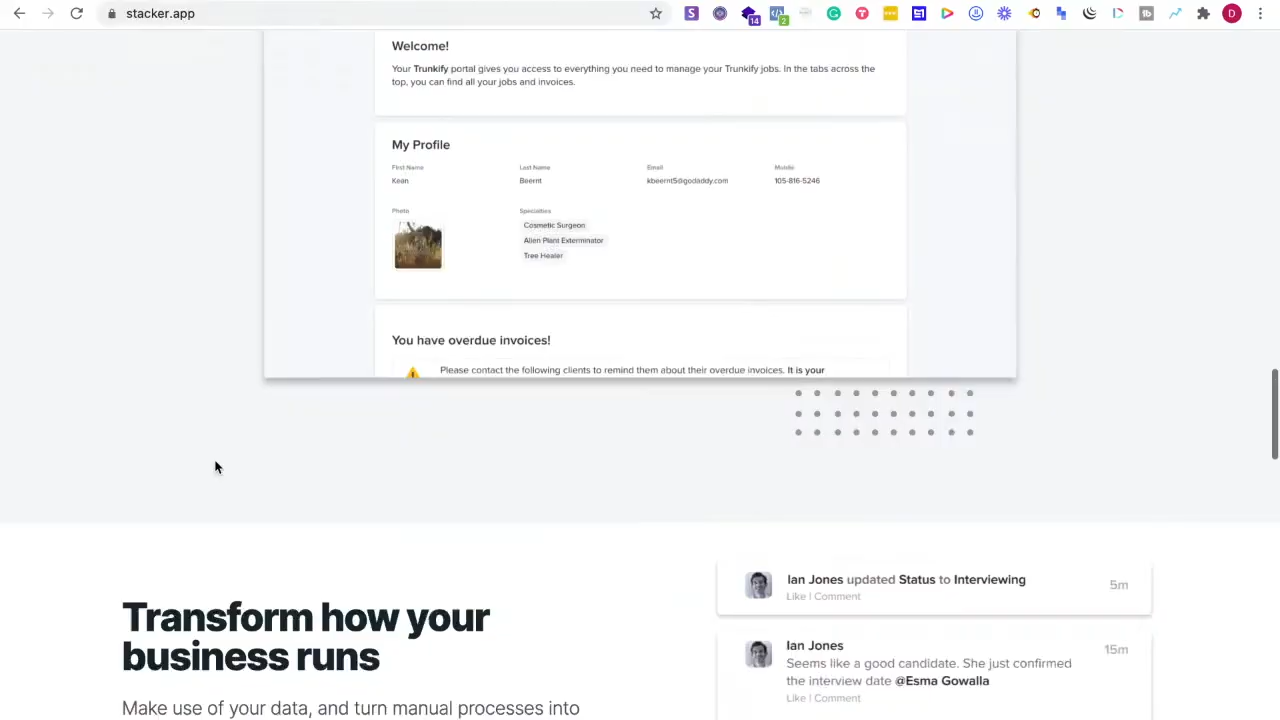 stacker.app
S
14
2
T
D
Welcome!
Your Trunkify portal gives you access to everything you need to manage your Trunkify jobs. In the tabs across the
top, you can find all your jobs and invoices.
My Profile
First Name
Last Name
Email
Mobile
Kean
Beernt
kbeernt5@godaddy.com
105-816-5246
Photo
Specialties
Cosmetic Surgeon
Alien Plant Exterminator
Tree Healer
You have overdue invoices!
Please contact the following clients to remind them about their overdue invoices. It is your
Ian Jones updated Status to Interviewing
5m
Like | Comment
Transform how your
business runs
Ian Jones
15m
Seems like a good candidate. She just confirmed
the interview date @Esma Gowalla
Like | Comment
Make use of your data, and turn manual processes into